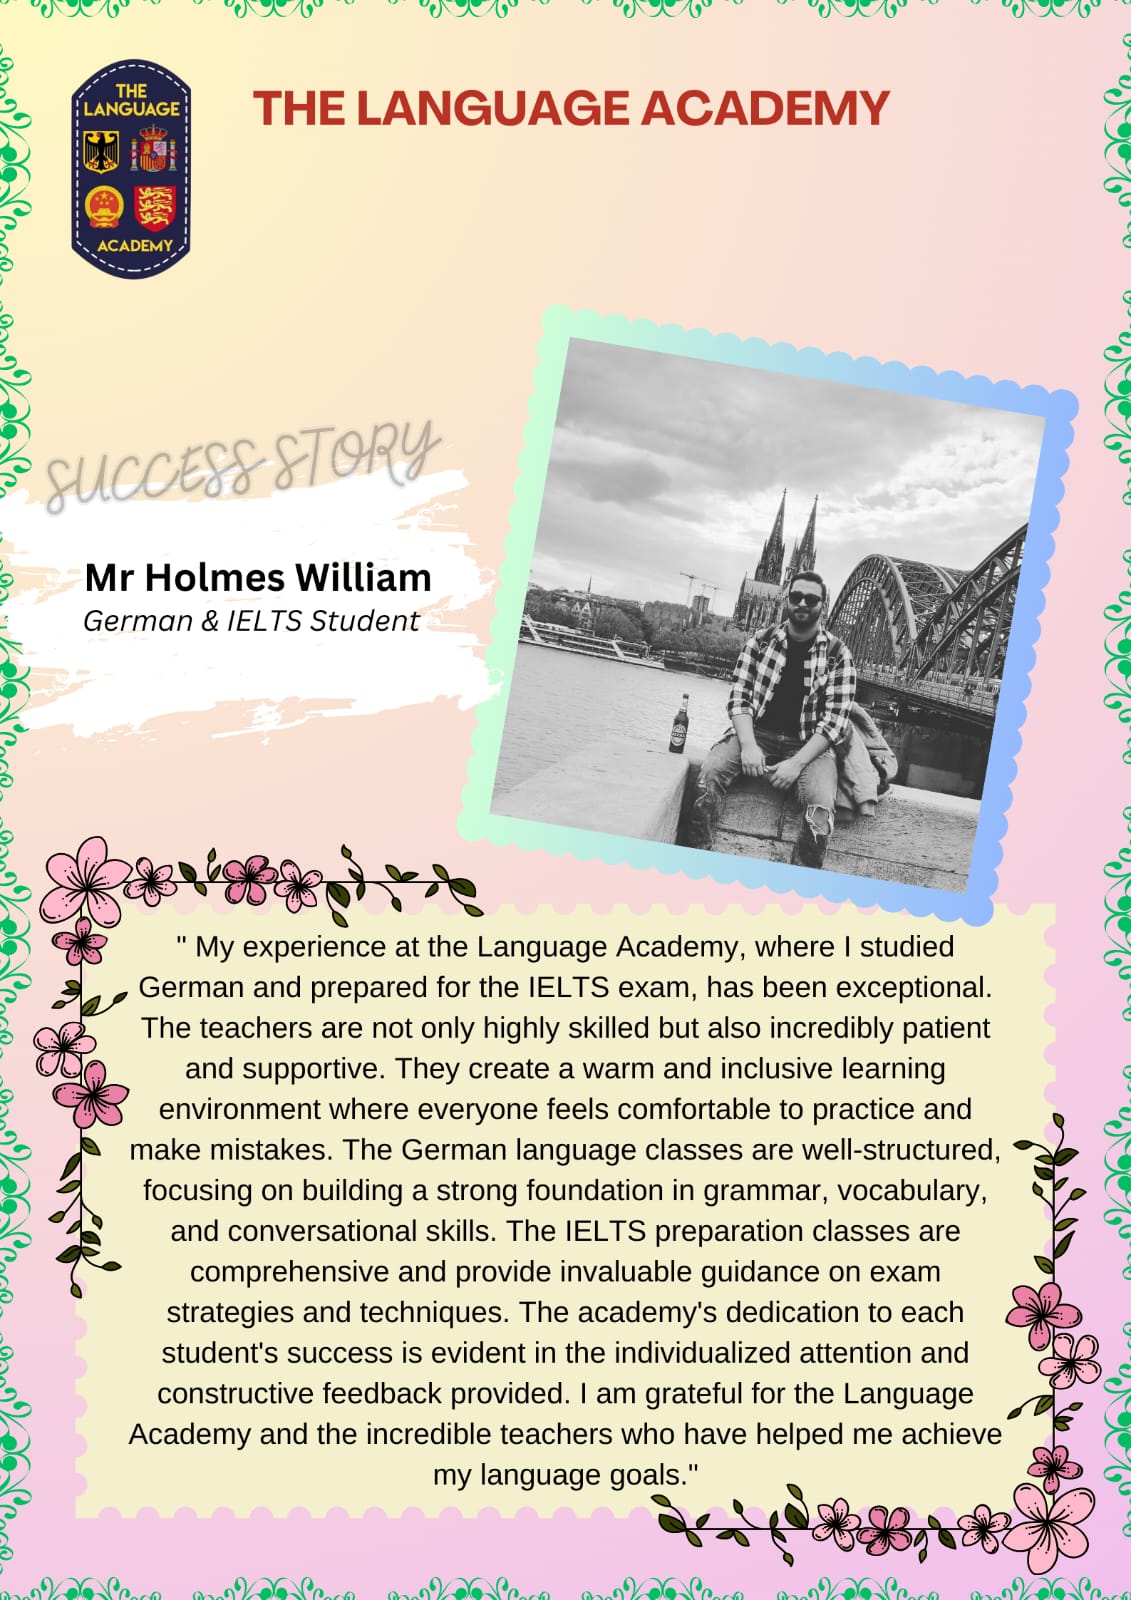 THE
LANGUAGE
ACADEMY
THE LANGUAGE ACADEMY
SUCCESS STORY
Mr Holmes William
German & IELTS Student
" My experience at the Language Academy, where I studied
German and prepared for the IELTS exam, has been exceptional.
The teachers are not only highly skilled but also incredibly patient
and supportive. They create a warm and inclusive learning
environment where everyone feels comfortable to practice and
make mistakes. The German language classes are well-structured,
focusing on building a strong foundation in grammar, vocabulary,
and conversational skills. The IELTS preparation classes are
comprehensive and provide invaluable guidance on exam
strategies and techniques. The academy's dedication to each
student's success is evident in the individualized attention and
constructive feedback provided. I am grateful for the Language
Academy and the incredible teachers who have helped me achieve
my language goals."